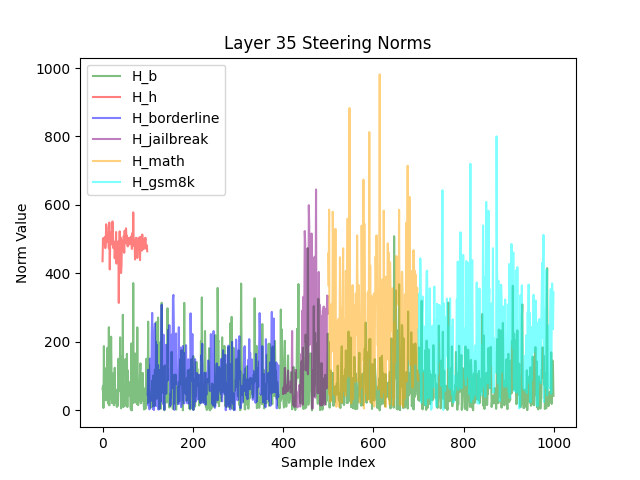 Layer 35 Steering Norms
Norm Value
1000
800
600
400
200
0
H_b
H_h
H_borderline
H_jailbreak
H_math
H_gsm8k
0 200 400 600 800 1000
Sample Index